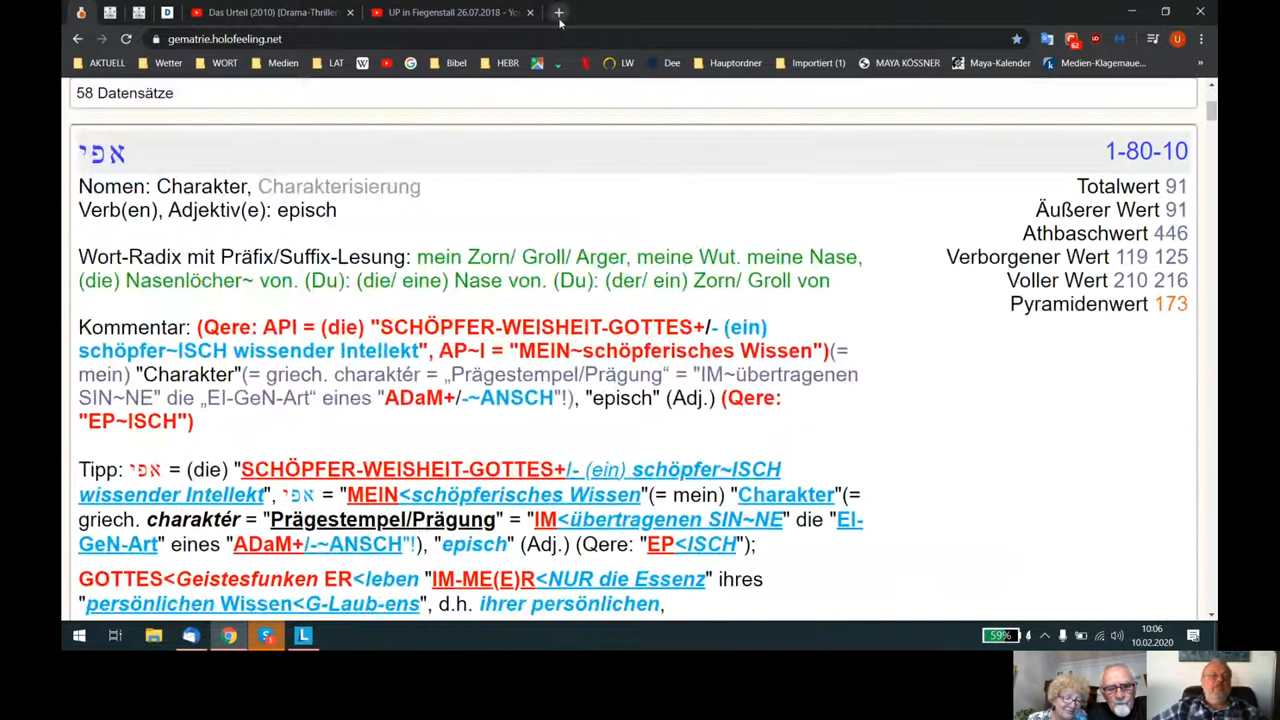 Das Urteil (2010) [Drama-Thriller
UP in Fiegenstall 26.07.2018 - Yo
gematrie.holofeeling.net
AKTUELL Wetter WORT Medien LAT Bibel HEBR LW Dee Hauptordner Importiert (1) MAYA KÖSSNER Maya-Kalender Medien-Klagemaue...
58 Datensätze
אפי 1-80-10
Nomen: Charakter, Charakterisierung Totalwert 91
Verb(en), Adjektiv(e): episch Äußerer Wert 91
Athbaschwert 446
Wort-Radix mit Präfix/Suffix-Lesung: mein Zorn/ Groll/ Arger, meine Wut. meine Nase, Verborgener Wert 119 125
(die) Nasenlöcher~ von. (Du): (die/ eine) Nase von. (Du): (der/ ein) Zorn/ Groll von Voller Wert 210 216
Pyramidenwert 173
Kommentar: (Qere: API = (die) "SCHÖPFER-WEISHEIT-GOTTES+/- (ein)
schöpfer~ISCH wissender Intellekt", AP~I = "MEIN~schöpferisches Wissen")(=
mein) "Charakter"(= griech. charaktér = „Prägestempel/Prägung“ = "IM~übertragenen
SIN~NE" die „EI-GeN-Art“ eines "ADaM+/-~ANSCH"!), "episch" (Adj.) (Qere:
"EP~ISCH")
Tipp: אפי = (die) "SCHÖPFER-WEISHEIT-GOTTES+/- (ein) schöpfer~ISCH
wissender Intellekt", אפי = "MEIN<schöpferisches Wissen"(= mein) "Charakter"(=
griech. charaktér = "Prägestempel/Prägung" = "IM<übertragenen SIN~NE" die "EI-
GeN-Art" eines "ADaM+/-~ANSCH"!), "episch" (Adj.) (Qere: "EP<ISCH");
GOTTES<Geistesfunken ER<leben "IM-ME(E)R<NUR die Essenz" ihres
"persönlichen Wissen<G-Laub-ens", d.h. ihrer persönlichen,
59% 10:06
10.02.2020